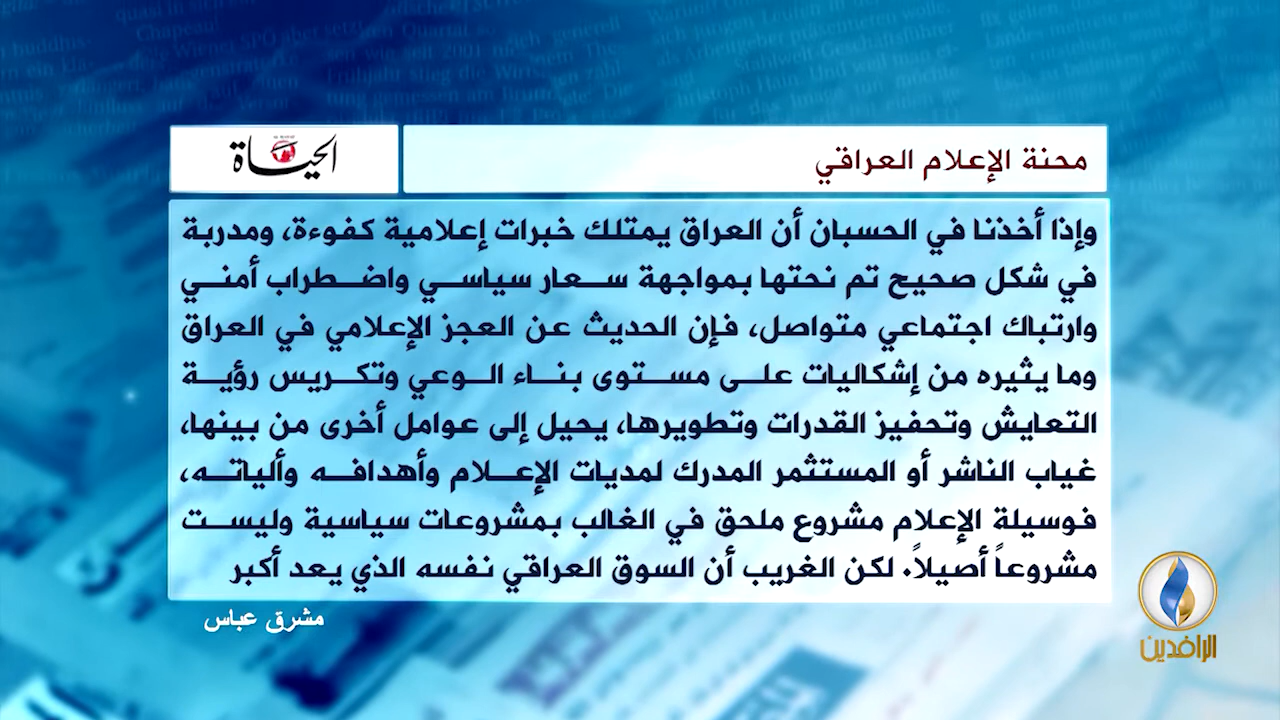 محنة الإعلام العراقي
الحياة
وإذا أخذنا في الحسبان أن العراق يمتلك خبرات إعلامية كفوءة، ومدربة
في شكل صحيح تم نحتها بمواجهة سعار سياسي واضطراب أمني
وارتباك اجتماعي متواصل، فإن الحديث عن العجز الإعلامي في العراق
وما يثيره من إشكاليات على مستوى بناء الوعي وتكريس رؤية
التعايش وتحفيز القدرات وتطويرها، يحيل إلى عوامل أخرى من بينها،
غياب الناشر أو المستثمر المدرك لمديات الإعلام وأهدافه وألياته،
فوسيلة الإعلام مشروع ملحق في الغالب بمشروعات سياسية وليست
مشروعاً أصيلاً. لكن الغريب أن السوق العراقي نفسه الذي يعد أكبر
مشرق عباس
الرافدين